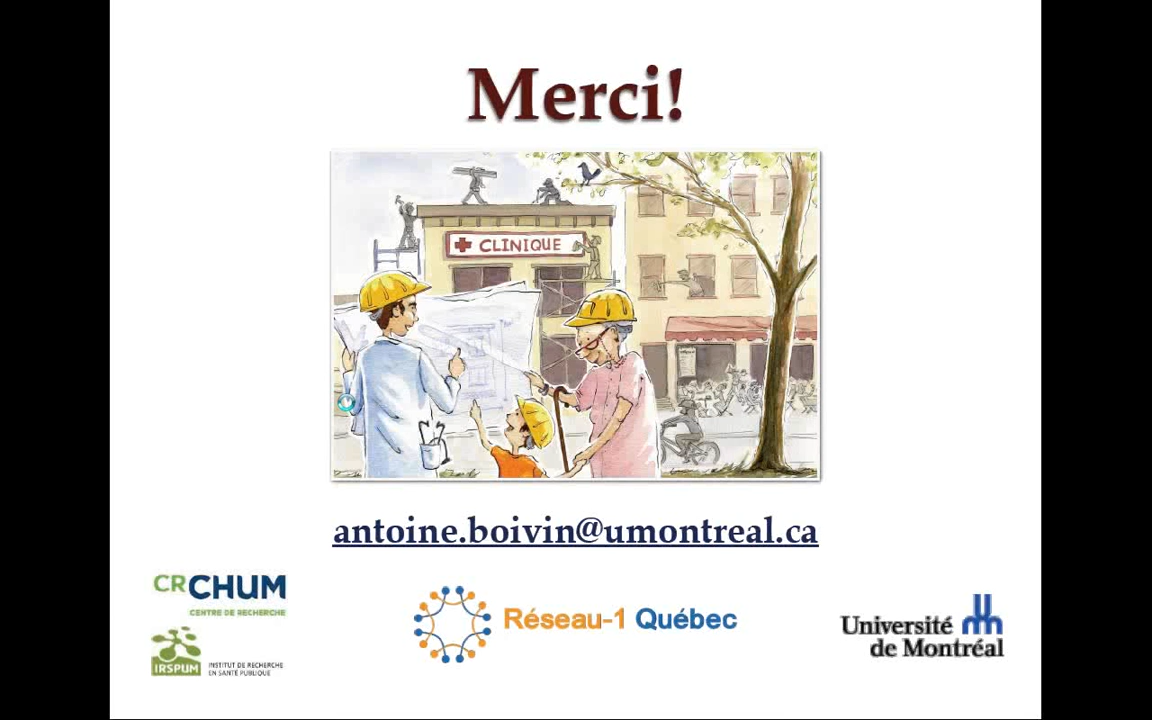 Merci!
CLINIQUE
antoine.boivin@umontreal.ca
CRCHUM
CENTRE DE RECHERCHE
IRSPUM
INSTITUT DE RECHERCHE
EN SANTÉ PUBLIQUE
Réseau-1 Québec
Université
de Montréal